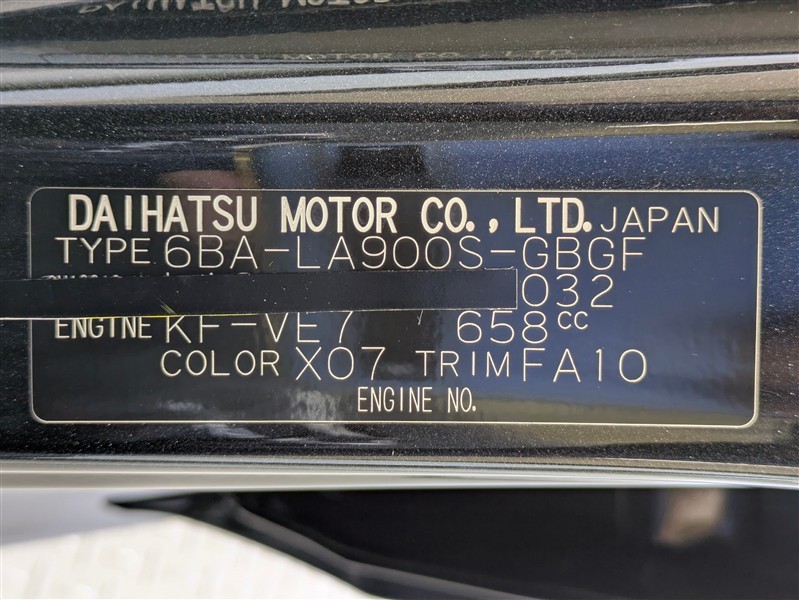 DAIHATSU MOTOR CO., LTD. JAPAN
TYPE 6BA-LA900S-GBGF
032
ENGINE KF-VE7 658cc
COLOR X07 TRIM FA10
ENGINE NO.